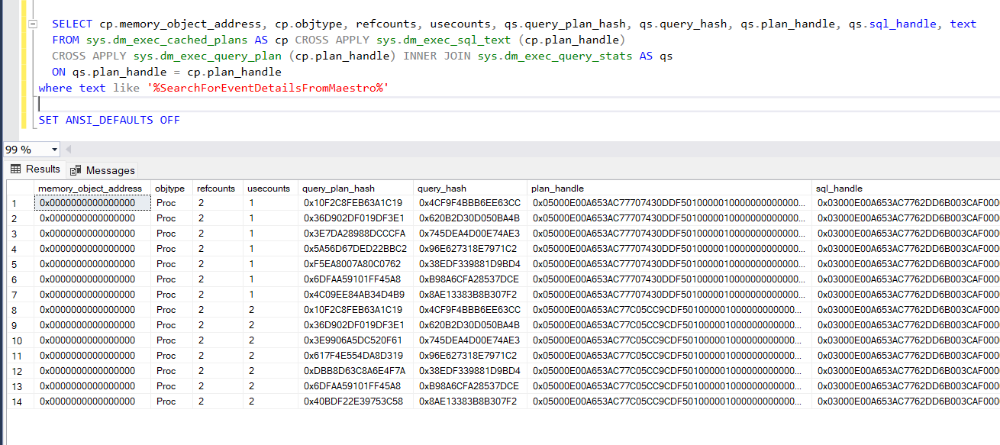 SELECT cp.memory_object_address, cp.objtype, refcounts, usecounts, qs.query_plan_hash, qs.query_hash, qs.plan_handle, qs.sql_handle, text
FROM sys.dm_exec_cached_plans AS cp CROSS APPLY sys.dm_exec_sql_text (cp.plan_handle)
CROSS APPLY sys.dm_exec_query_plan (cp.plan_handle) INNER JOIN sys.dm_exec_query_stats AS qs
ON qs.plan_handle = cp.plan_handle
where text like '%SearchForEventDetailsFromMaestro%'
SET ANSI_DEFAULTS OFF
99 %
Results Messages
memory_object_address objtype refcounts usecounts query_plan_hash query_hash plan_handle sql_handle
1 0x0000000000000000 Proc 2 1 0x10F2C8FEB63A1C19 0x4CF9F4BBB6EE63CC 0x05000E00A653AC77707430DDF501000001000000000000000... 0x03000E00A653AC7762DD6B003CAF000
2 0x0000000000000000 Proc 2 1 0x36D902DF019DF3E1 0x620B2D30D050BA4B 0x05000E00A653AC77707430DDF501000001000000000000000... 0x03000E00A653AC7762DD6B003CAF000
3 0x0000000000000000 Proc 2 1 0x3E7DA28988DCCCFA 0x745DEA4D00E74AE3 0x05000E00A653AC77707430DDF501000001000000000000000... 0x03000E00A653AC7762DD6B003CAF000
4 0x0000000000000000 Proc 2 1 0x5A56D67DED22BBC2 0x96E627318E7971C2 0x05000E00A653AC77707430DDF501000001000000000000000... 0x03000E00A653AC7762DD6B003CAF000
5 0x0000000000000000 Proc 2 1 0xF5EA8007A80C0762 0x38EDF339881D9BD4 0x05000E00A653AC77707430DDF501000001000000000000000... 0x03000E00A653AC7762DD6B003CAF000
6 0x0000000000000000 Proc 2 1 0x6DFAA59101FF45A8 0xB98A6CFA28537DCE 0x05000E00A653AC77707430DDF501000001000000000000000... 0x03000E00A653AC7762DD6B003CAF000
7 0x0000000000000000 Proc 2 1 0x4C09EE84AB34D4B9 0x8AE13383B8B307F2 0x05000E00A653AC77707430DDF501000001000000000000000... 0x03000E00A653AC7762DD6B003CAF000
8 0x0000000000000000 Proc 2 2 0x10F2C8FEB63A1C19 0x4CF9F4BBB6EE63CC 0x05000E00A653AC77C05CC9CDF501000001000000000000... 0x03000E00A653AC7762DD6B003CAF000
9 0x0000000000000000 Proc 2 2 0x36D902DF019DF3E1 0x620B2D30D050BA4B 0x05000E00A653AC77C05CC9CDF501000001000000000000... 0x03000E00A653AC7762DD6B003CAF000
10 0x0000000000000000 Proc 2 2 0x3E9906A5DC520F61 0x745DEA4D00E74AE3 0x05000E00A653AC77C05CC9CDF501000001000000000000... 0x03000E00A653AC7762DD6B003CAF000
11 0x0000000000000000 Proc 2 2 0x617F4E554DA8D319 0x96E627318E7971C2 0x05000E00A653AC77C05CC9CDF501000001000000000000... 0x03000E00A653AC7762DD6B003CAF000
12 0x0000000000000000 Proc 2 2 0xDBB8D63C8A6E4F7A 0x38EDF339881D9BD4 0x05000E00A653AC77C05CC9CDF501000001000000000000... 0x03000E00A653AC7762DD6B003CAF000
13 0x0000000000000000 Proc 2 2 0x6DFAA59101FF45A8 0xB98A6CFA28537DCE 0x05000E00A653AC77C05CC9CDF501000001000000000000... 0x03000E00A653AC7762DD6B003CAF000
14 0x0000000000000000 Proc 2 2 0x40BDF22E39753C58 0x8AE13383B8B307F2 0x05000E00A653AC77C05CC9CDF501000001000000000000... 0x03000E00A653AC7762DD6B003CAF000